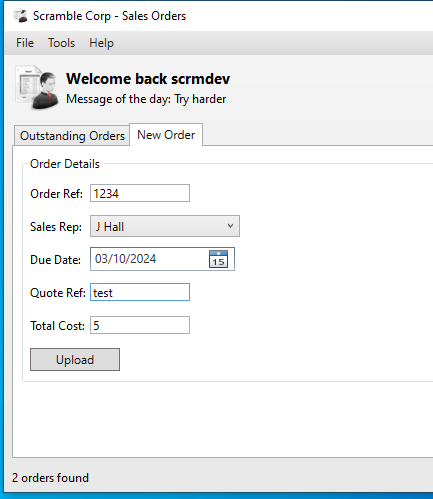 Scramble Corp - Sales Orders
File Tools Help
Welcome back scrmdev
Message of the day: Try harder
Outstanding Orders New Order
Order Details
Order Ref: 1234
Sales Rep: J Hall
Due Date: 03/10/2024 15
Quote Ref: test
Total Cost: 5
Upload
2 orders found